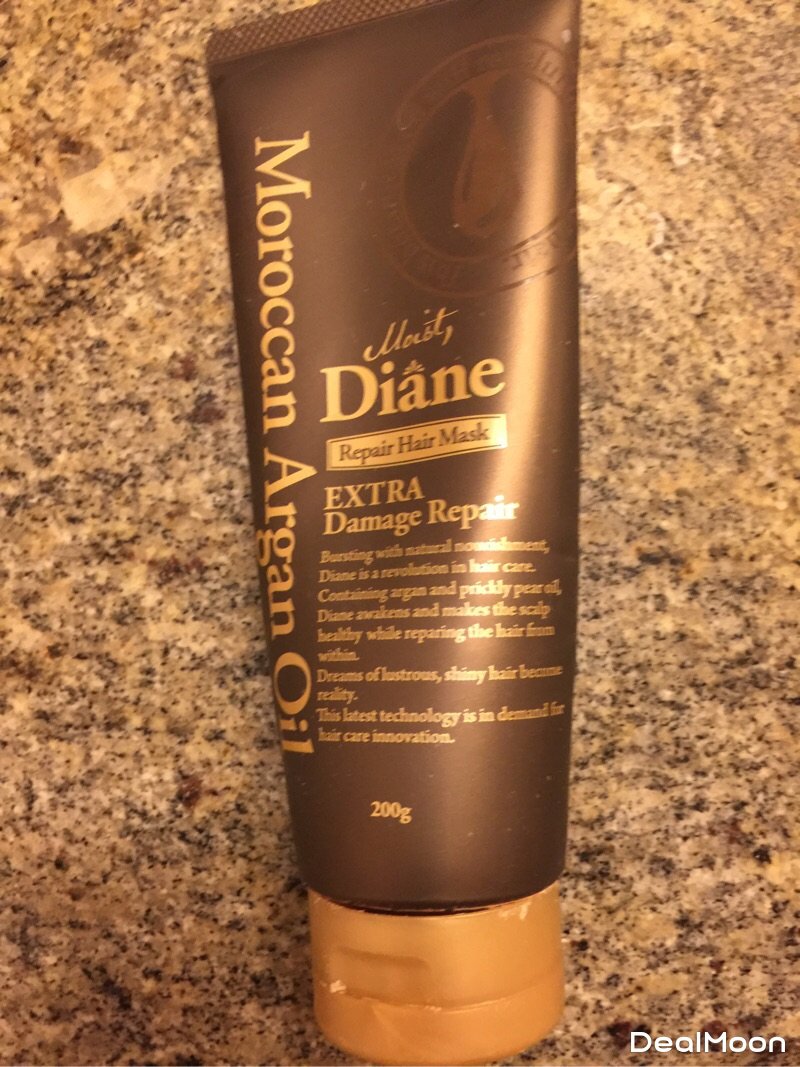 Moroccan Argan Oil
Moist,
Diane
Repair Hair Mask
EXTRA
Damage Repair
Bursting with natural nourishment,
Diane is a revolution in hair care.
Containing argan and prickly pear oil,
Diane awakens and makes the scalp
healthy while reparing the hair from
within.
Dreams of lustrous, shiny hair become
reality.
This latest technology is in demand for
hair care innovation.
200g
DealMoon